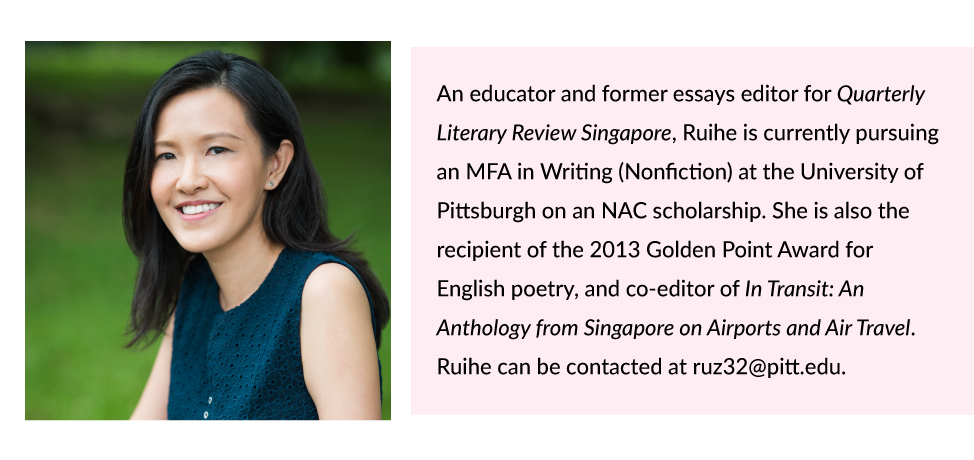 An educator and former essays editor for Quarterly
Literary Review Singapore, Ruihe is currently pursuing
an MFA in Writing (Nonfiction) at the University of
Pittsburgh on an NAC scholarship. She is also the
recipient of the 2013 Golden Point Award for
English poetry, and co-editor of In Transit: An
Anthology from Singapore on Airports and Air Travel.
Ruihe can be contacted at ruz32@pitt.edu.